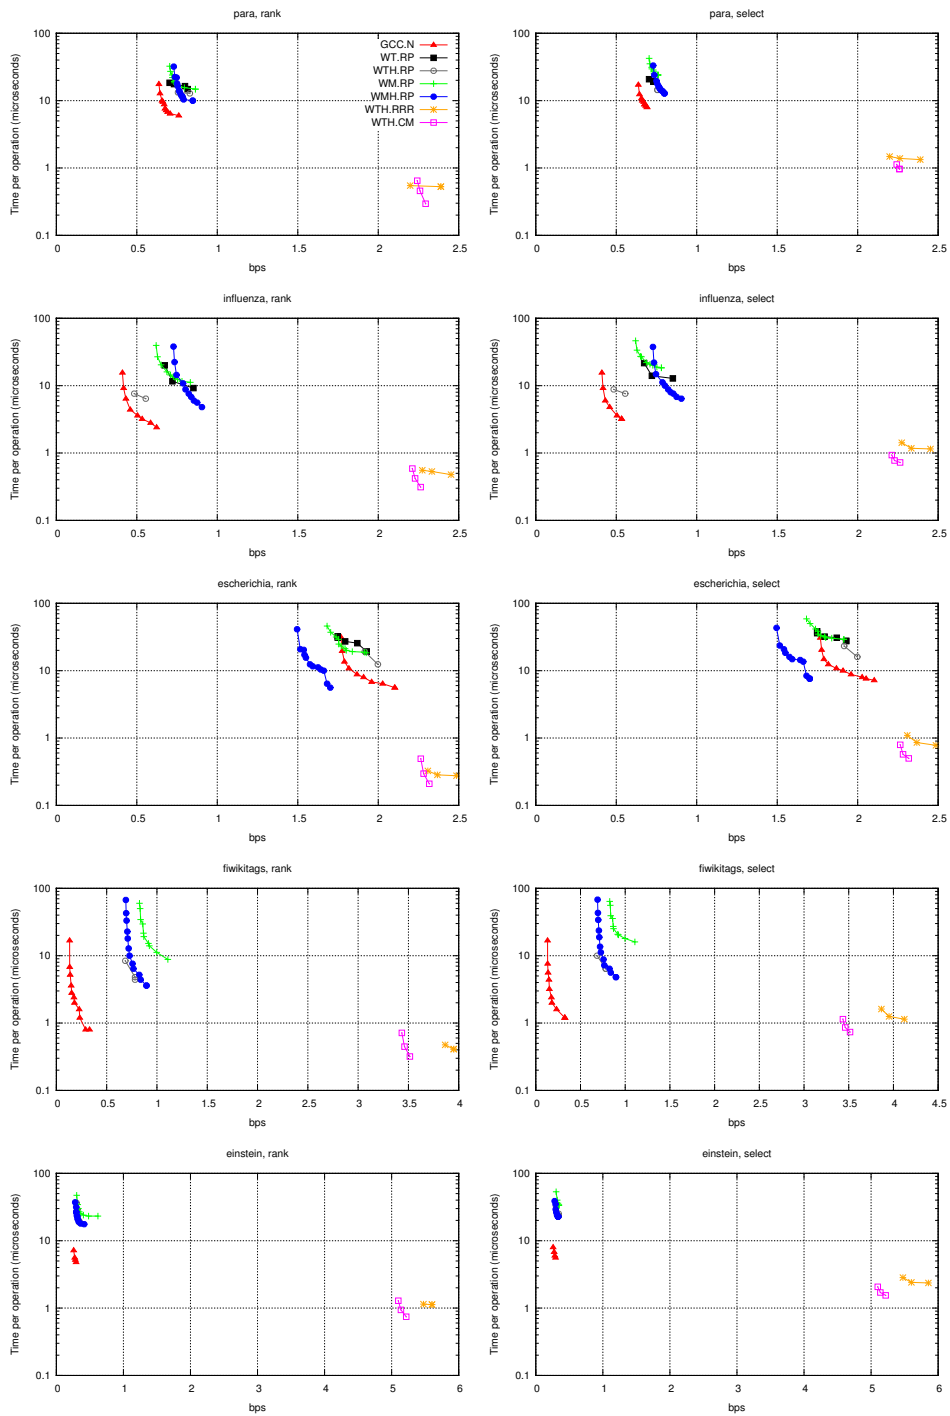 para, rank
Time per operation (microseconds)
100
10
1
0.1
0 0.5 1 1.5 2 2.5
bps
GCC.N
WT.RP
WTH.RP
WM.RP
WMH.RP
WTH.RRR
WTH.CM
para, select
Time per operation (microseconds)
100
10
1
0.1
0 0.5 1 1.5 2 2.5
bps
influenza, rank
Time per operation (microseconds)
100
10
1
0.1
0 0.5 1 1.5 2 2.5
bps
influenza, select
Time per operation (microseconds)
100
10
1
0.1
0 0.5 1 1.5 2 2.5
bps
escherichia, rank
Time per operation (microseconds)
100
10
1
0.1
0 0.5 1 1.5 2 2.5
bps
escherichia, select
Time per operation (microseconds)
100
10
1
0.1
0 0.5 1 1.5 2 2.5
bps
fiwikitags, rank
Time per operation (microseconds)
100
10
1
0.1
0 0.5 1 1.5 2 2.5 3 3.5 4
bps
fiwikitags, select
Time per operation (microseconds)
100
10
1
0.1
0 0.5 1 1.5 2 2.5 3 3.5 4 4.5
bps
einstein, rank
Time per operation (microseconds)
100
10
1
0.1
0 1 2 3 4 5 6
bps
einstein, select
Time per operation (microseconds)
100
10
1
0.1
0 1 2 3 4 5 6
bps